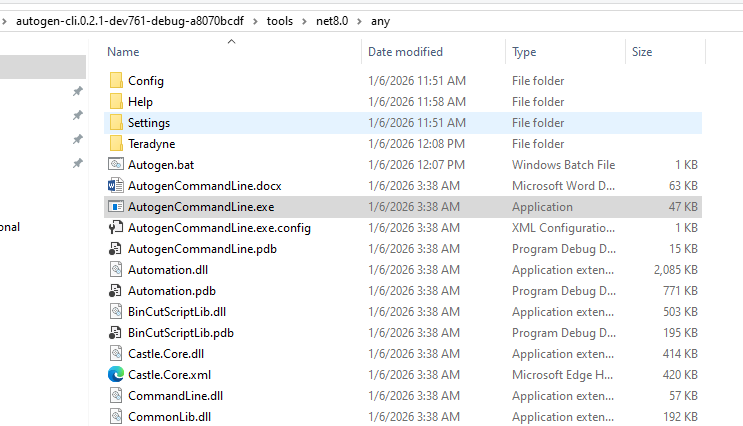 autogen-cli.0.2.1-dev761-debug-a8070bcdf > tools > net8.0 > any
Name Date modified Type Size
Config 1/6/2026 11:51 AM File folder
Help 1/6/2026 11:58 AM File folder
Settings 1/6/2026 11:51 AM File folder
Teradyne 1/6/2026 12:08 PM File folder
Autogen.bat 1/6/2026 12:07 PM Windows Batch File 1 KB
AutogenCommandLine.docx 1/6/2026 3:38 AM Microsoft Word D... 63 KB
AutogenCommandLine.exe 1/6/2026 3:38 AM Application 47 KB
onal
AutogenCommandLine.exe.config 1/6/2026 3:38 AM XML Configuratio... 1 KB
AutogenCommandLine.pdb 1/6/2026 3:38 AM Program Debug D... 15 KB
Automation.dll 1/6/2026 3:38 AM Application exten... 2,085 KB
Automation.pdb 1/6/2026 3:38 AM Program Debug D... 771 KB
BinCutScriptLib.dll 1/6/2026 3:38 AM Application exten... 503 KB
BinCutScriptLib.pdb 1/6/2026 3:38 AM Program Debug D... 195 KB
Castle.Core.dll 1/6/2026 3:38 AM Application exten... 414 KB
Castle.Core.xml 1/6/2026 3:38 AM Microsoft Edge H... 420 KB
CommandLine.dll 1/6/2026 3:38 AM Application exten... 57 KB
CommonLib.dll 1/6/2026 3:38 AM Application exten... 192 KB